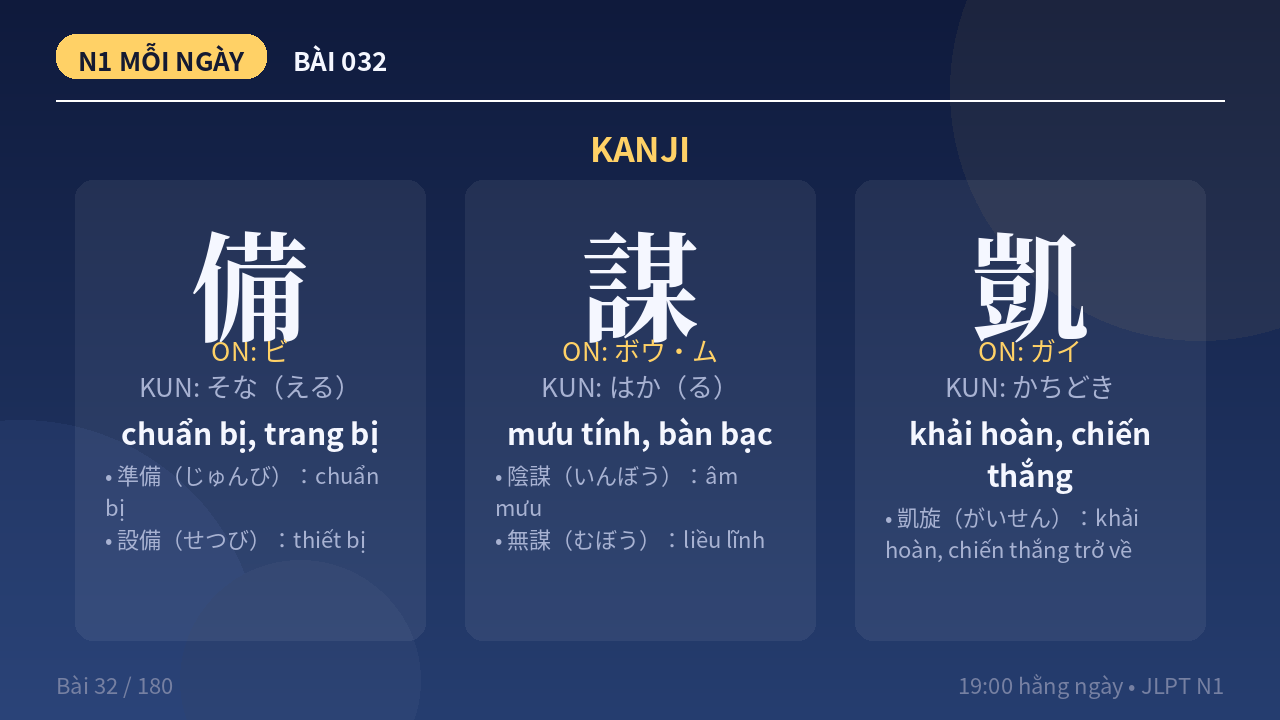 N1 MỖI NGÀY
BÀI 032
KANJI
備
ON: ビ
KUN: そな（える）
chuẩn bị, trang bị
• 準備（じゅんび）：chuẩn
bị
• 設備（せつび）：thiết bị
謀
ON: ボウ・ム
KUN: はか（る）
mưu tính, bàn bạc
• 陰謀（いんぼう）：âm
mưu
• 無謀（むぼう）：liều lĩnh
凱
ON: ガイ
KUN: かちどき
khải hoàn, chiến
thắng
• 凱旋（がいせん）：khải
hoàn, chiến thắng trở về
Bài 32 / 180
19:00 hằng ngày • JLPT N1